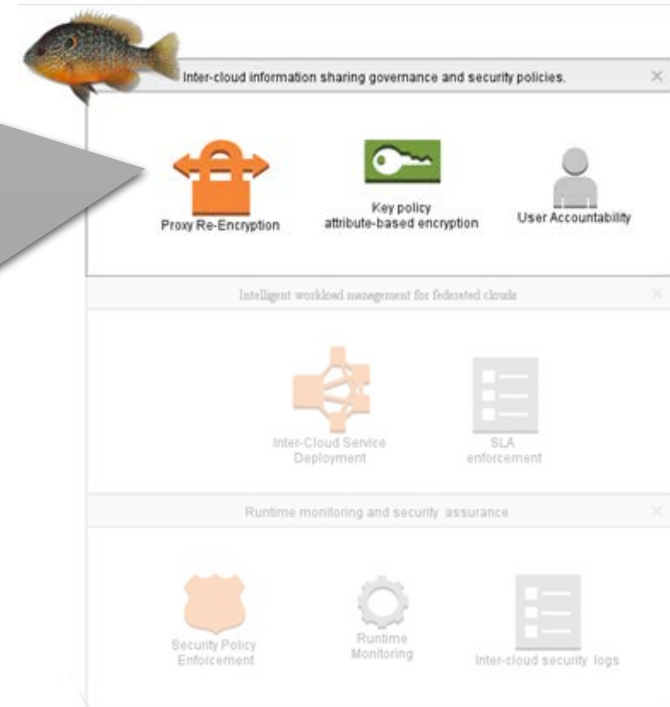 Inter-cloud information sharing governance and security policies.
Proxy Re-Encryption
Key policy
attribute-based encryption
User Accountability
Intelligent workload management for federated clouds
Inter-Cloud Service
Deployment
SLA
enforcement
Runtime monitoring and security assurance
Security Policy
Enforcement
Runtime
Monitoring
Inter-cloud security logs